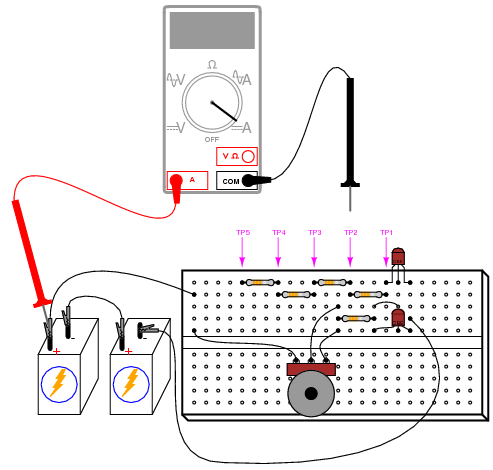 Ω
V A
V A
OFF
V Ω
A COM
TP5 TP4 TP3 TP2 TP1
+ - + -